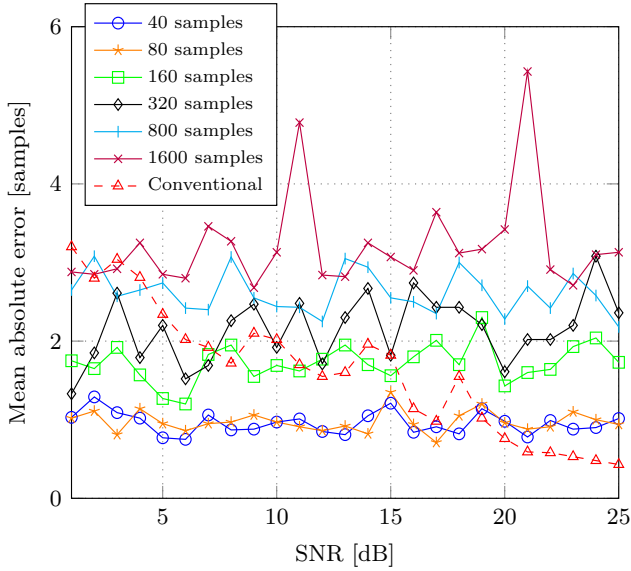 40 samples
80 samples
160 samples
320 samples
800 samples
1600 samples
Conventional
Mean absolute error [samples]
6
4
2
0
5
10
15
20
25
SNR [dB]